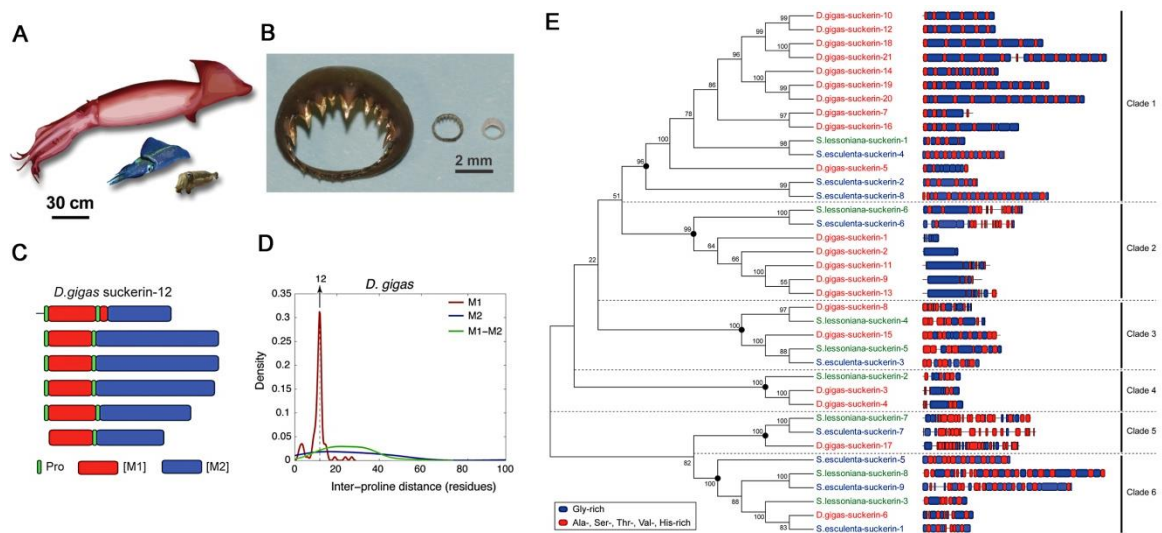 A
30 cm
B
2 mm
C
D.gigas suckerin-12
Pro
[M1]
[M2]
D
12
D. gigas
M1
M2
M1-M2
0.35
0.3
0.25
0.2
0.15
0.1
0.05
0
Density
0 20 40 60 80 100
Inter-proline distance (residues)
E
D.gigas-suckerin-10
D.gigas-suckerin-12
D.gigas-suckerin-18
D.gigas-suckerin-21
D.gigas-suckerin-14
D.gigas-suckerin-19
D.gigas-suckerin-20
D.gigas-suckerin-7
D.gigas-suckerin-16
S.lessoniana-suckerin-1
S.esculenta-suckerin-4
D.gigas-suckerin-5
S.esculenta-suckerin-2
S.esculenta-suckerin-8
Clade 1
S.lessoniana-suckerin-6
S.esculenta-suckerin-6
D.gigas-suckerin-1
D.gigas-suckerin-2
D.gigas-suckerin-11
D.gigas-suckerin-9
D.gigas-suckerin-13
Clade 2
D.gigas-suckerin-8
S.lessoniana-suckerin-4
D.gigas-suckerin-15
S.lessoniana-suckerin-5
S.esculenta-suckerin-3
Clade 3
S.lessoniana-suckerin-2
D.gigas-suckerin-3
D.gigas-suckerin-4
Clade 4
S.lessoniana-suckerin-7
S.esculenta-suckerin-7
D.gigas-suckerin-17
Clade 5
S.esculenta-suckerin-5
S.lessoniana-suckerin-8
S.esculenta-suckerin-9
S.lessoniana-suckerin-3
D.gigas-suckerin-6
S.esculenta-suckerin-1
Clade 6
99
99
100
96
100
99
86
97
78
98
100
96
99
51
100
99
64
66
100
55
22
97
100
88
100
100
100
100
82
100
100
88
100
83
Gly-rich
Ala-, Ser-, Thr-, Val-, His-rich